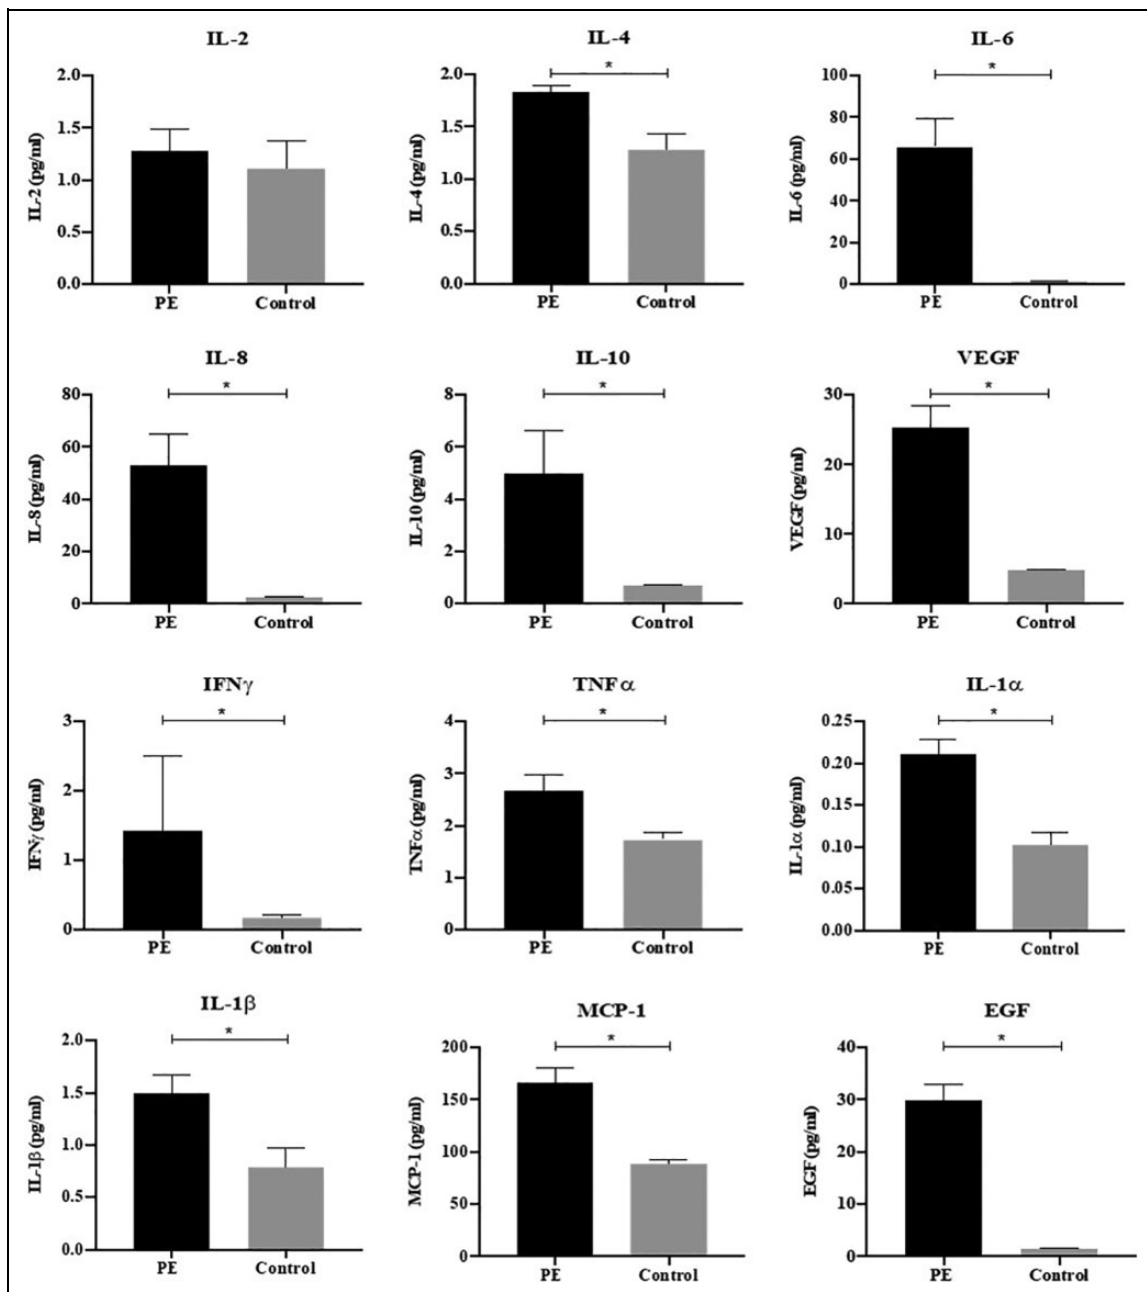 IL-2
IL-2 (pg/ml)
2.0
1.5
1.0
0.5
0.0
PE
Control
IL-4
*
IL-4 (pg/ml)
2.0
1.5
1.0
0.5
0.0
PE
Control
IL-6
*
IL-6 (pg/ml)
100
80
60
40
20
0
PE
Control
IL-8
*
IL-8 (pg/ml)
80
60
40
20
0
PE
Control
IL-10
*
IL-10 (pg/ml)
8
6
4
2
0
PE
Control
VEGF
*
VEGF (pg/ml)
30
20
10
0
PE
Control
IFNγ
*
IFNγ (pg/ml)
3
2
1
0
PE
Control
TNFα
*
TNFα (pg/ml)
4
3
2
1
0
PE
Control
IL-1α
*
IL-1α (pg/ml)
0.25
0.20
0.15
0.10
0.05
0.00
PE
Control
IL-1β
*
IL-1β (pg/ml)
2.0
1.5
1.0
0.5
0.0
PE
Control
MCP-1
*
MCP-1 (pg/ml)
200
150
100
50
0
PE
Control
EGF
*
EGF (pg/ml)
40
30
20
10
0
PE
Control